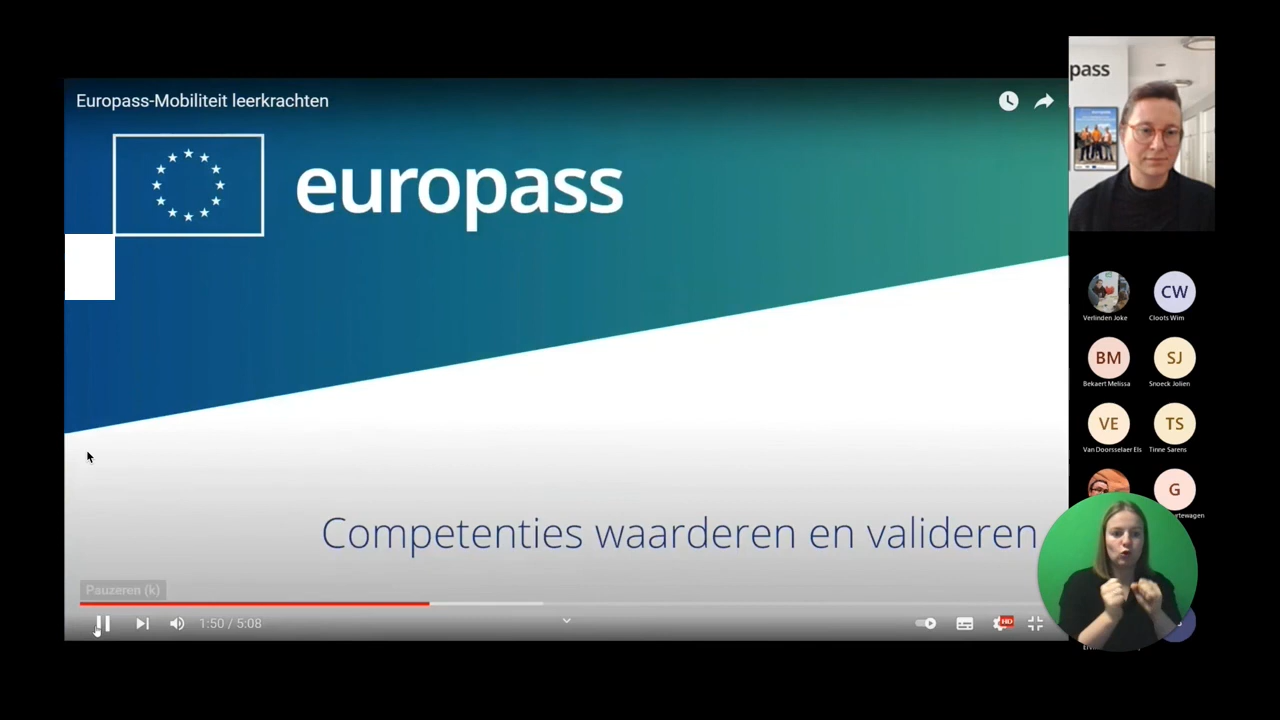 Europass-Mobiliteit leerkrachten
europass
Competenties waarderen en valideren
Pauzeren (k)
1:50 / 5:08
HD
pass
Verlinden Joke
CW
Cloots Wim
BM
Bekaert Melissa
SJ
Snoeck Jolien
VE
Van Doorsselaer Els
TS
Tinne Sarens
G